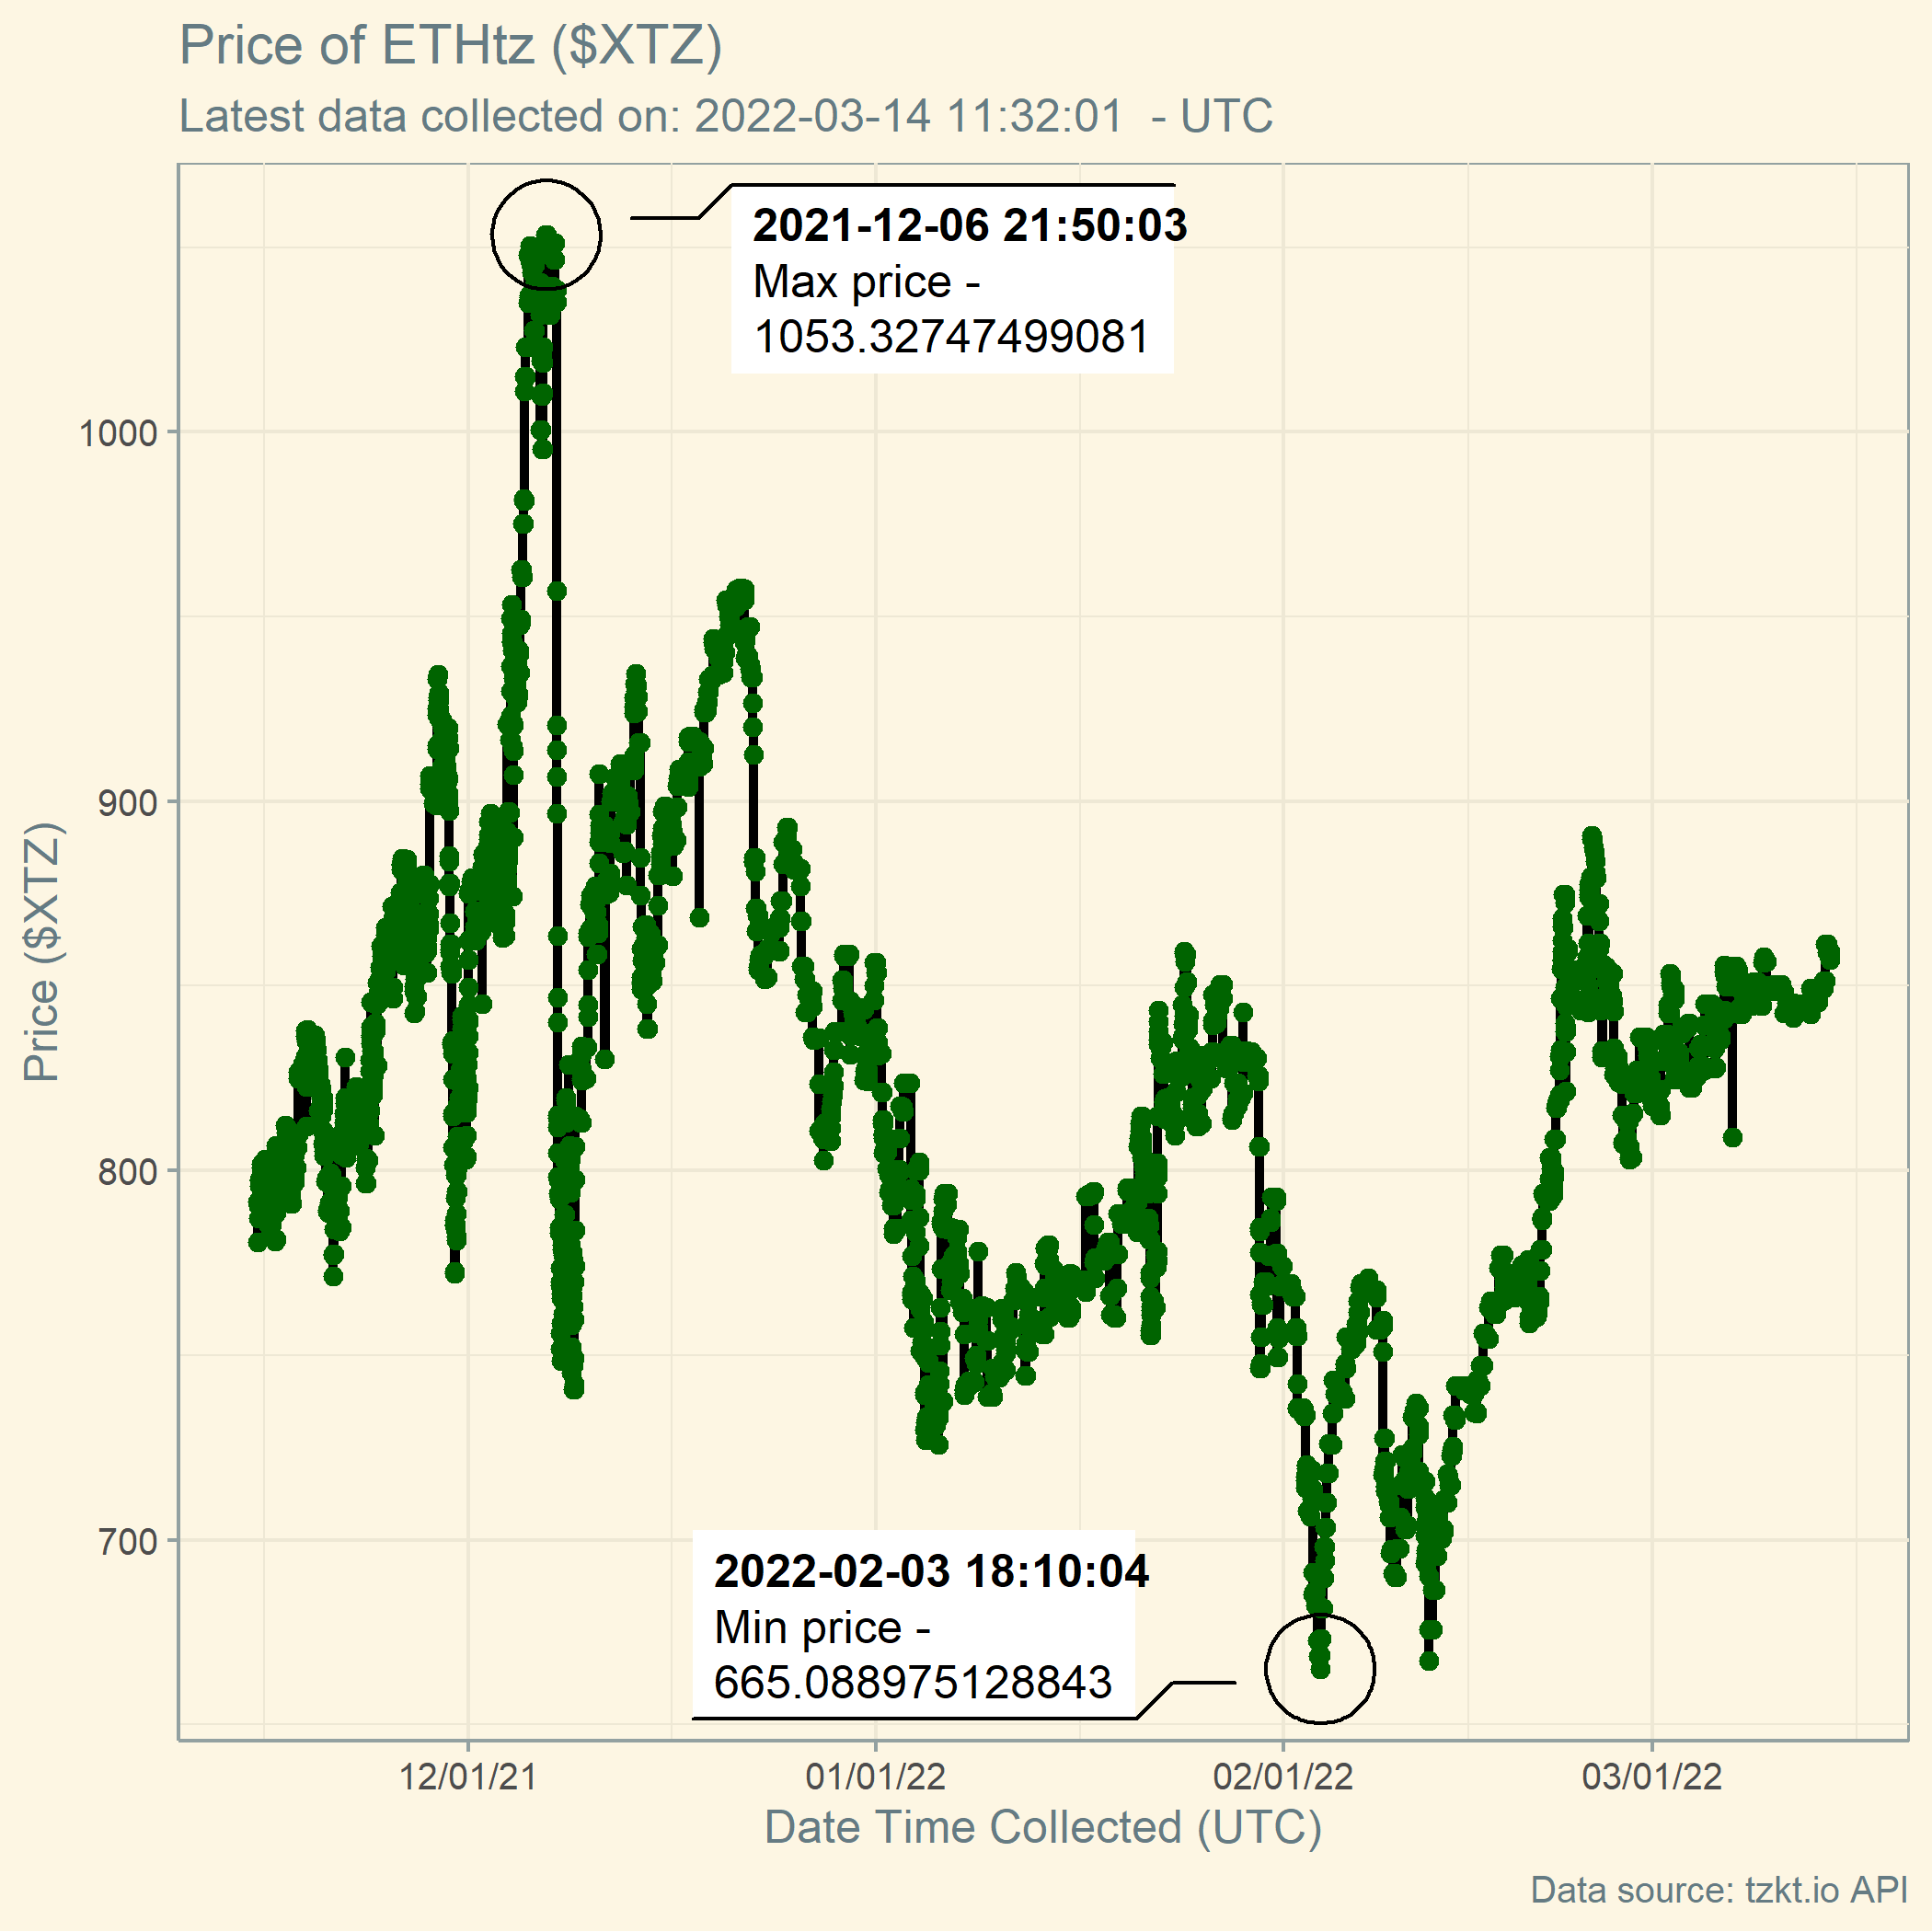 Price of ETHtz ($XTZ)
Latest data collected on: 2022-03-14 11:32:01  - UTC
2021-12-06 21:50:03
Max price -
1053.32747499081
1000
900
800
700
Price ($XTZ)
2022-02-03 18:10:04
Min price -
665.088975128843
12/01/21
01/01/22
02/01/22
03/01/22
Date Time Collected (UTC)
Data source: tzkt.io API